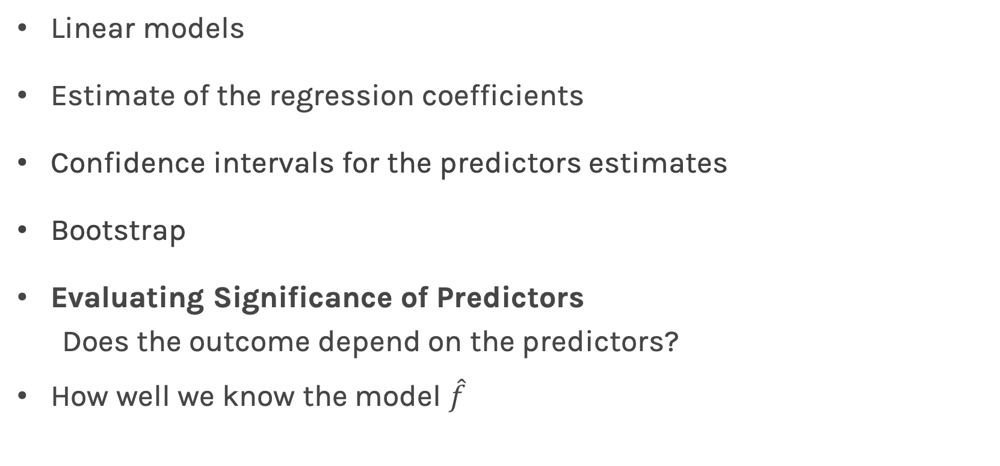 • Linear models
• Estimate of the regression coefficients
• Confidence intervals for the predictors estimates
• Bootstrap
• Evaluating Significance of Predictors
Does the outcome depend on the predictors?
• How well we know the model f̂